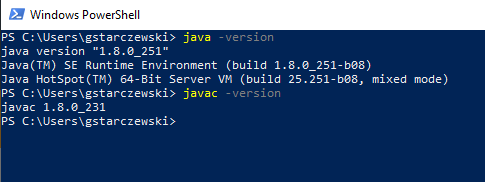 Windows PowerShell
PS C:\Users\gstarczewski> java -version
java version "1.8.0_251"
Java(TM) SE Runtime Environment (build 1.8.0_251-b08)
Java HotSpot(TM) 64-Bit Server VM (build 25.251-b08, mixed mode)
PS C:\Users\gstarczewski> javac -version
javac 1.8.0_231
PS C:\Users\gstarczewski>